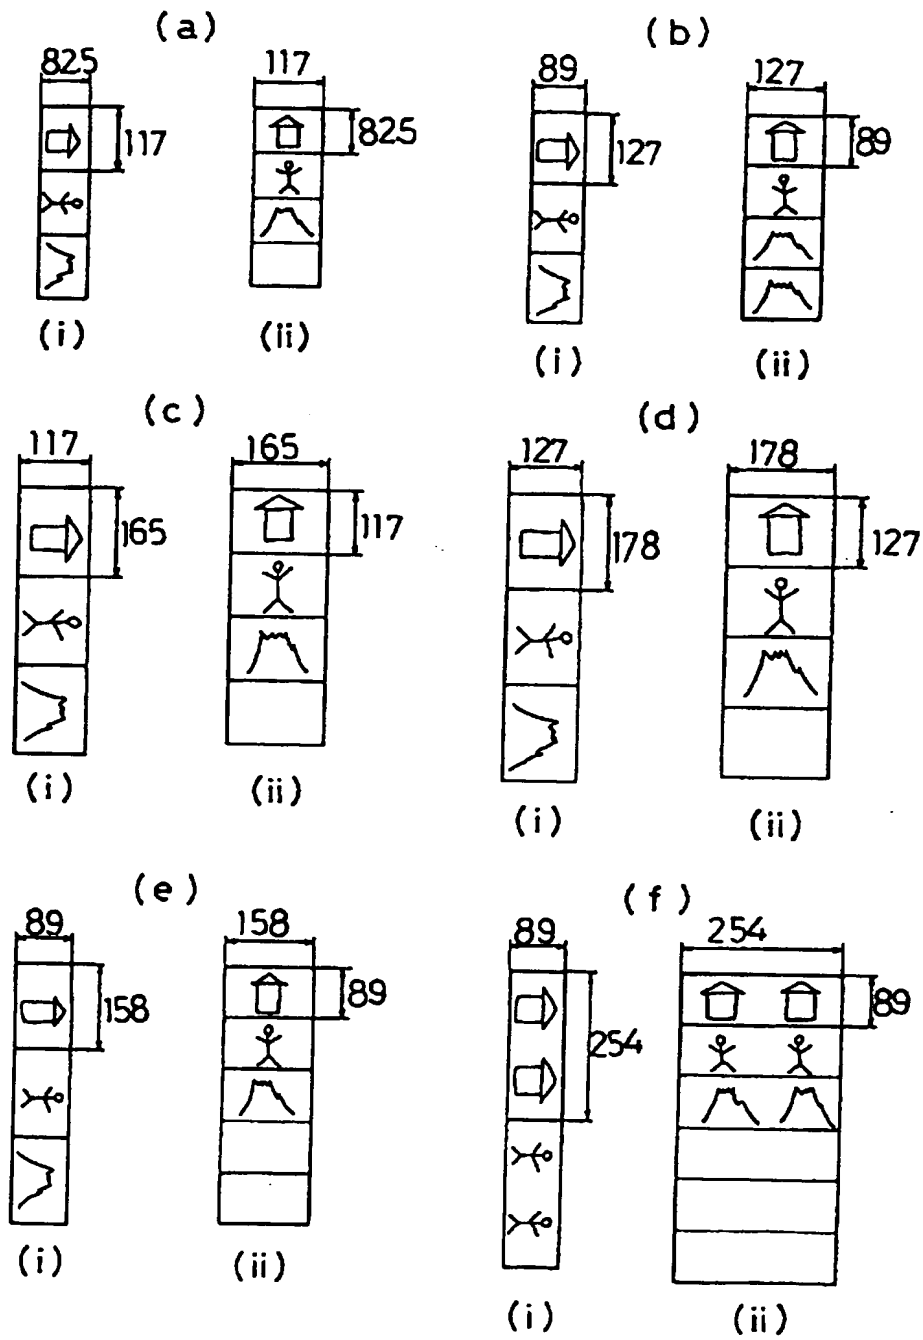 (a)
825
117
117
825
(i)
(ii)
(b)
89
127
127
89
(i)
(ii)
(c)
117
165
165
117
(i)
(ii)
(d)
127
178
178
127
(i)
(ii)
(e)
89
158
158
89
(i)
(ii)
(f)
89
254
254
89
(i)
(ii)